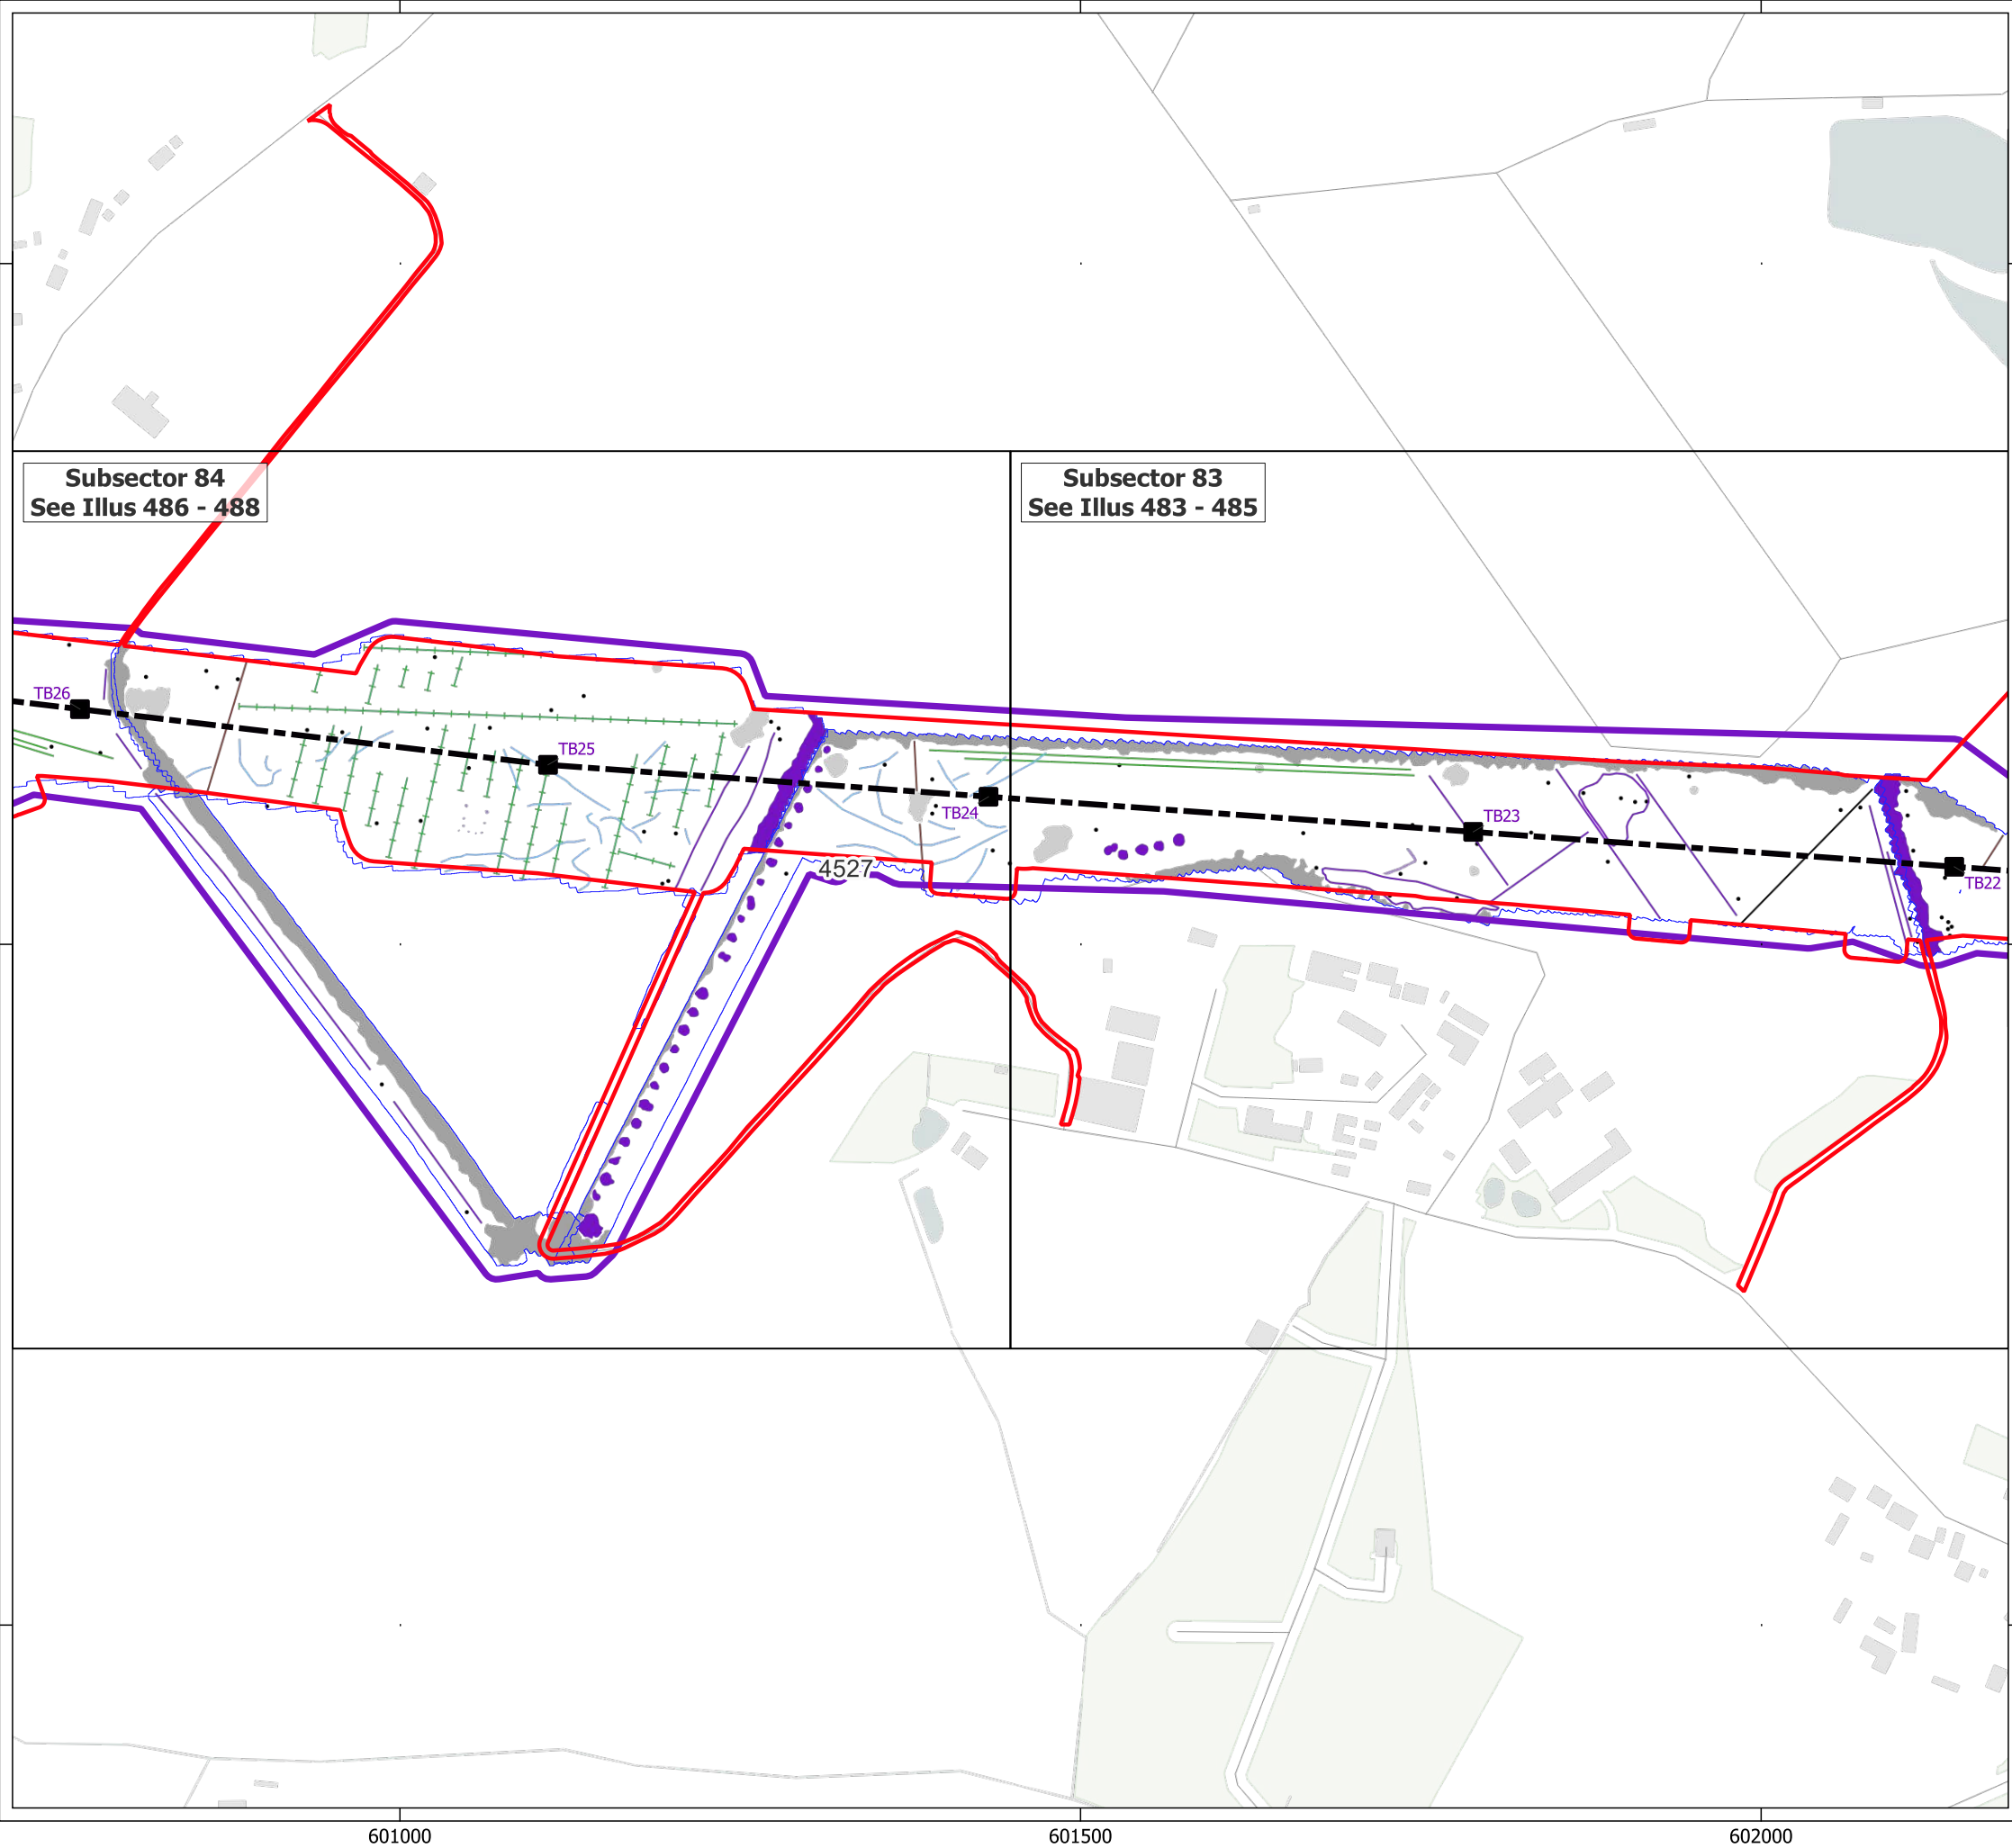 Subsector 84
See Illus 486 - 488
Subsector 83
See Illus 483 - 485
TB26
TB25
TB24
TB23
4527
TB22
601000
601500
602000